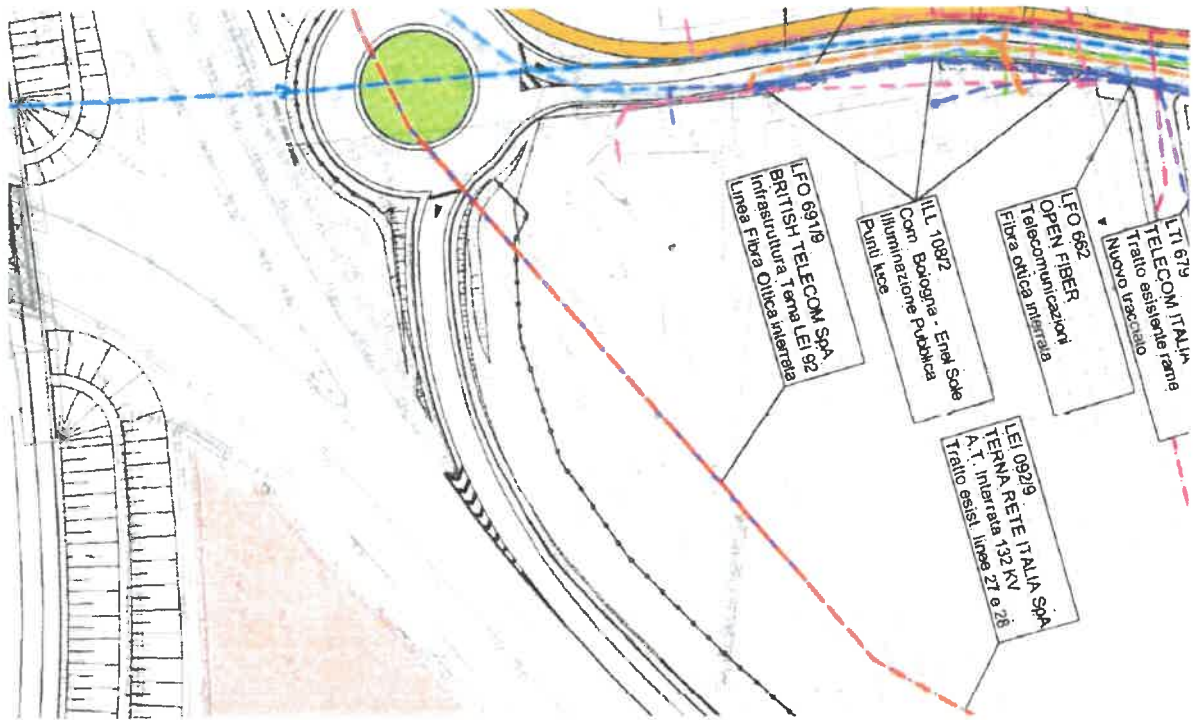 LFO 691/9
BRITISH TELECOM SpA
Infrastruttura Terna LEI 92
Linea Fibra Ottica interrata
ILL 108/2
Com. Bologna - Enel Sole
Illuminazione Pubblica
Punti luce
LFO 662
OPEN FIBER
Telecomunicazioni
Fibra ottica interrata
LTI 679
TELECOM ITALIA
Tratto esistente rame
Nuovo tracciato
LEI 092/9
TERNA RETE ITALIA SpA
A.T. Interrata 132 KV
Tratto esist. linee 27 e 28